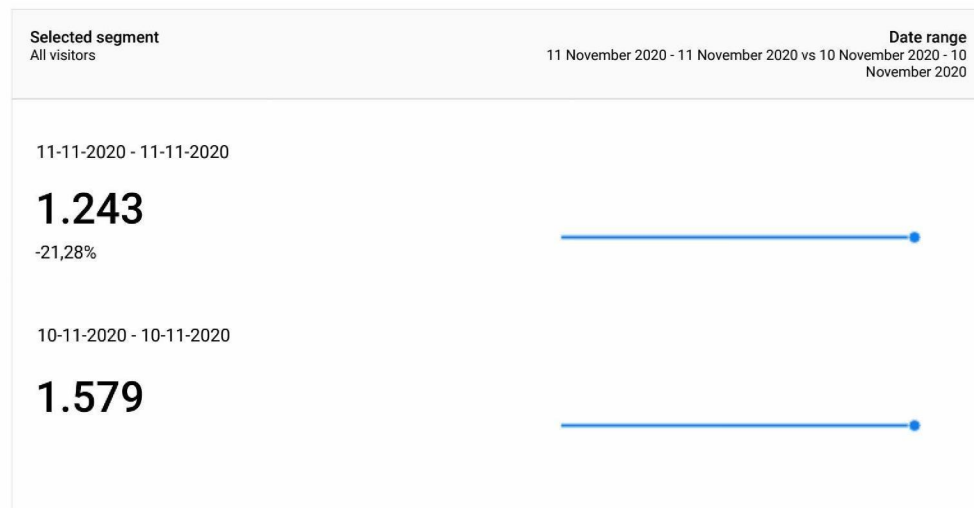 Selected segment
All visitors
Date range
11 November 2020 - 11 November 2020 vs 10 November 2020 - 10
November 2020
11-11-2020 - 11-11-2020
1.243
-21,28%
10-11-2020 - 10-11-2020
1.579